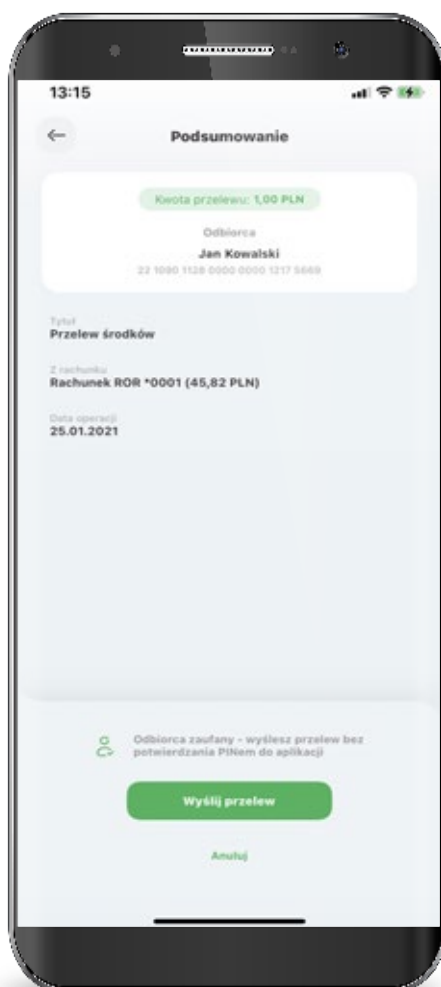 13:15
Podsumowanie
Kwota przelewu: 1,00 PLN
Odbiorca
Jan Kowalski
22 1080 1128 0000 0000 1217 5669
Tytuł
Przelew środków
Z rachunku
Rachunek ROR *0001 (45,82 PLN)
Data operacji
25.01.2021
Odbiorca zaufany - wyślesz przelew bez
potwierdzania PINem do aplikacji
Wyślij przelew
Anuluj